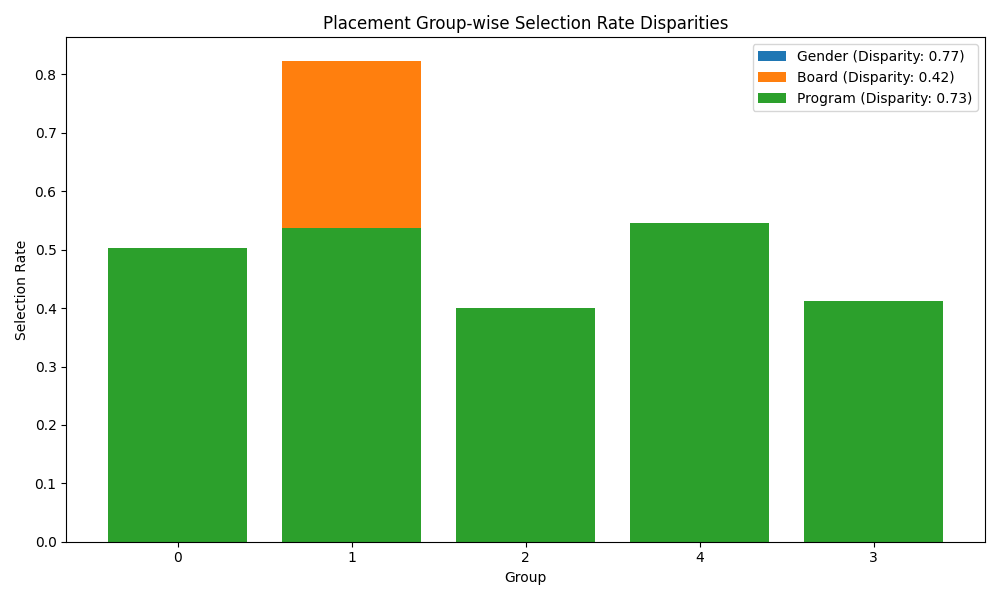 Placement Group-wise Selection Rate Disparities
Gender (Disparity: 0.77)
Board (Disparity: 0.42)
Program (Disparity: 0.73)
0.8
0.7
0.6
0.5
0.4
0.3
0.2
0.1
0.0
Selection Rate
0 1 2 4 3
Group